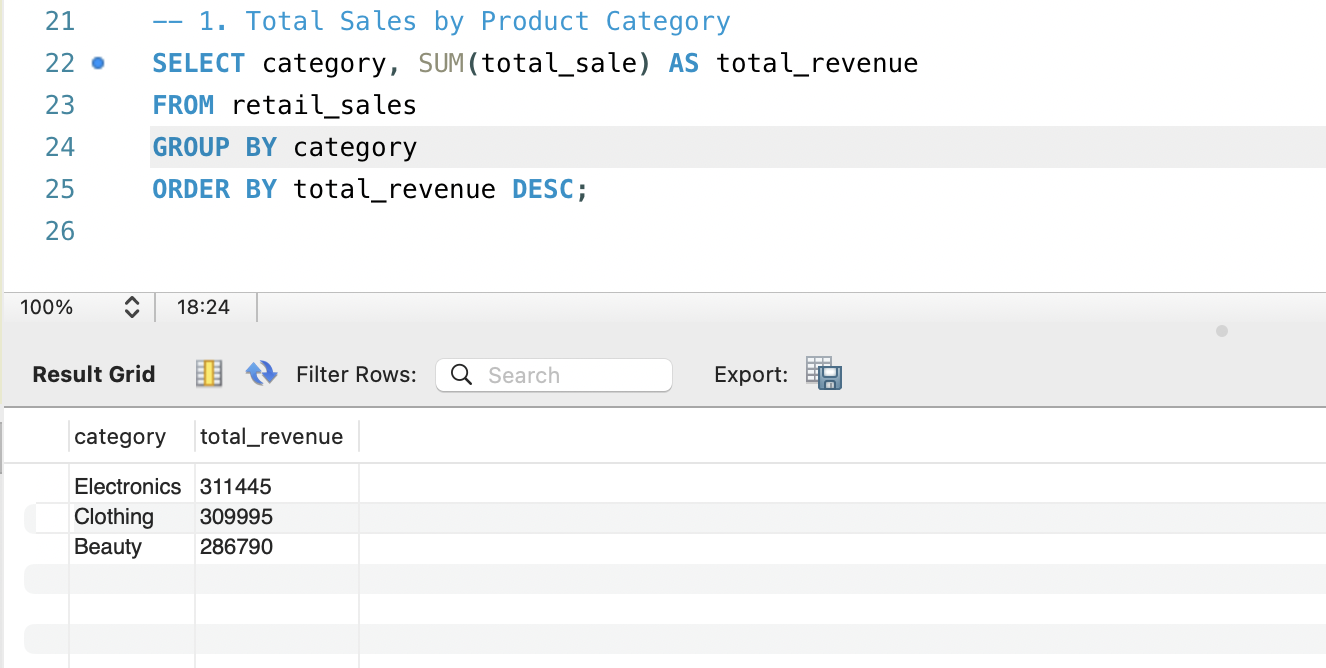 21 -- 1. Total Sales by Product Category
22 SELECT category, SUM(total_sale) AS total_revenue
23 FROM retail_sales
24 GROUP BY category
25 ORDER BY total_revenue DESC;
26
100% 18:24
Result Grid Filter Rows: Search Export:
category total_revenue
Electronics 311445
Clothing 309995
Beauty 286790